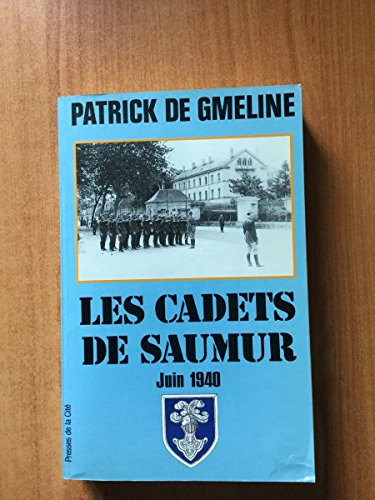 PATRICK DE GMELINE
LES CADETS
DE SAUMUR
Juin 1940
Presses de la Cité